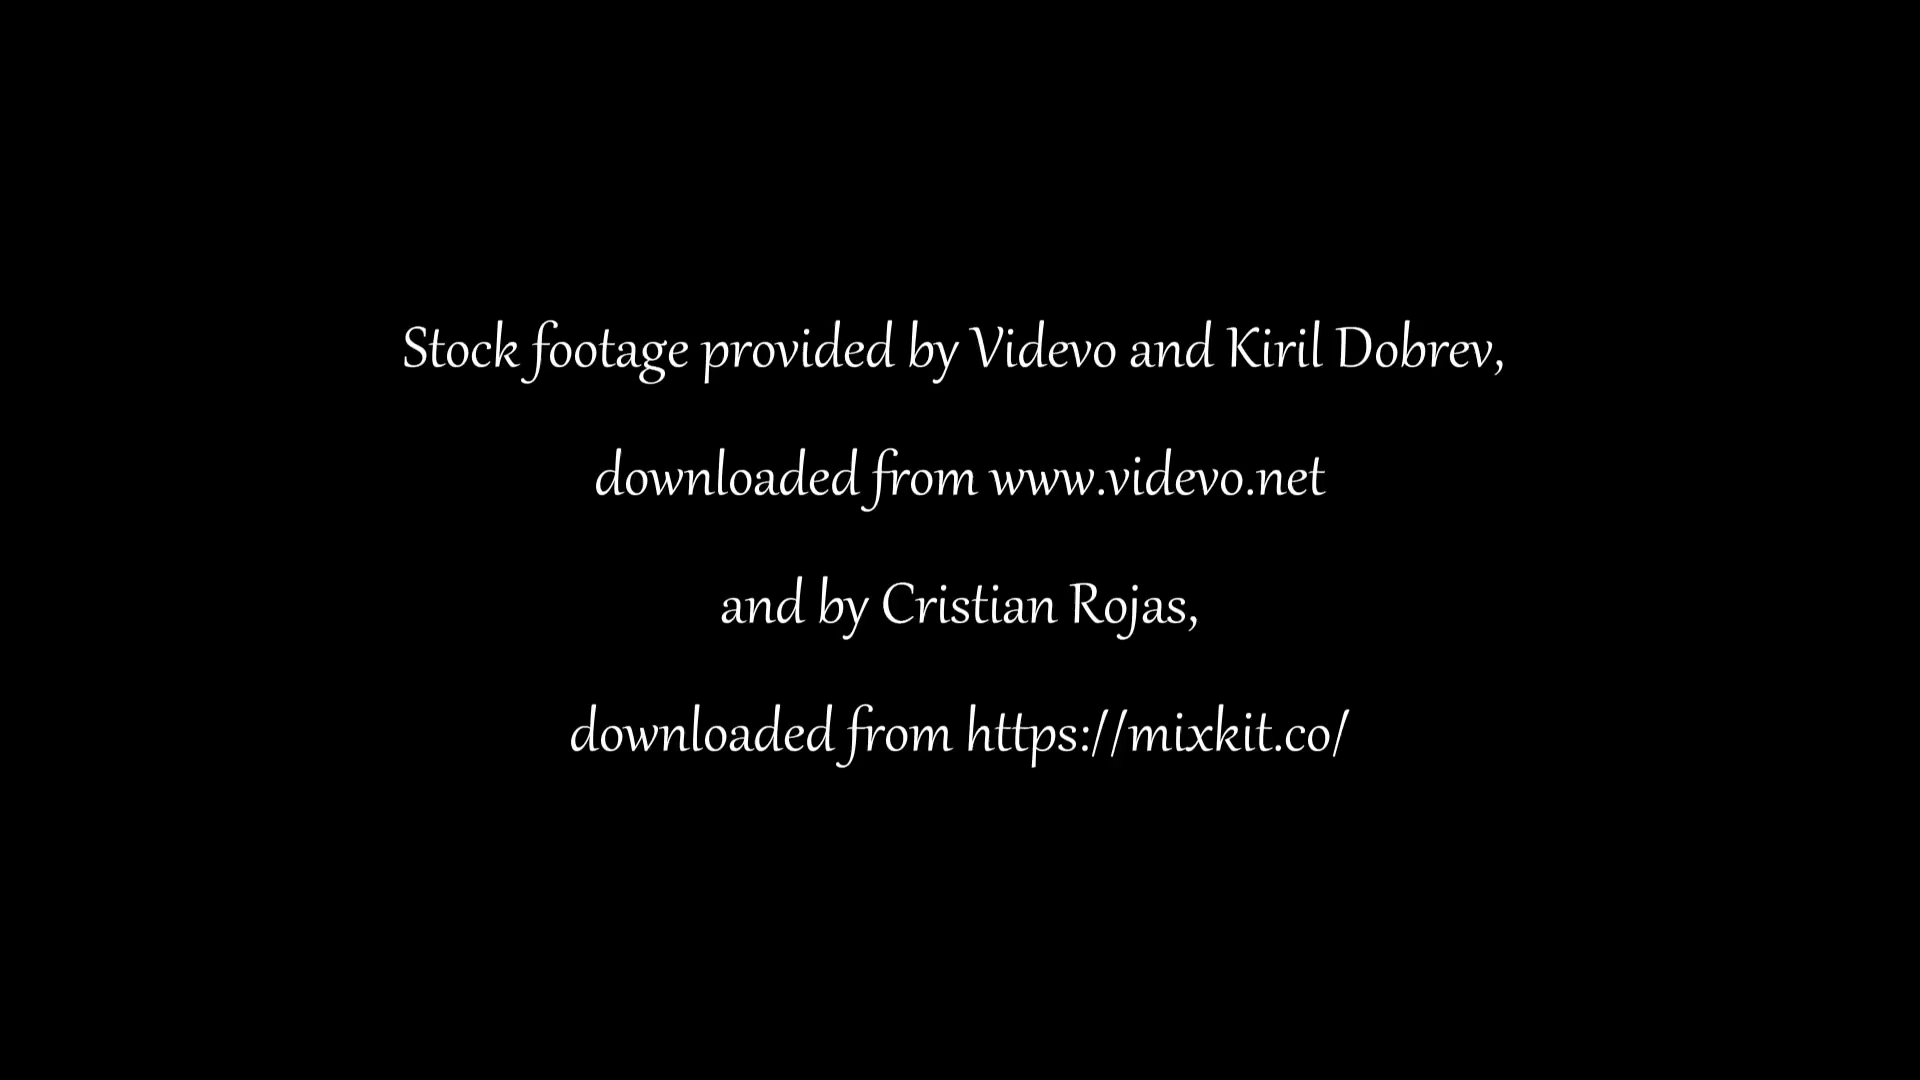 Stock footage provided by Videvo and Kiril Dobrev,
downloaded from www.videvo.net
and by Cristian Rojas,
downloaded from https://mixkit.co/